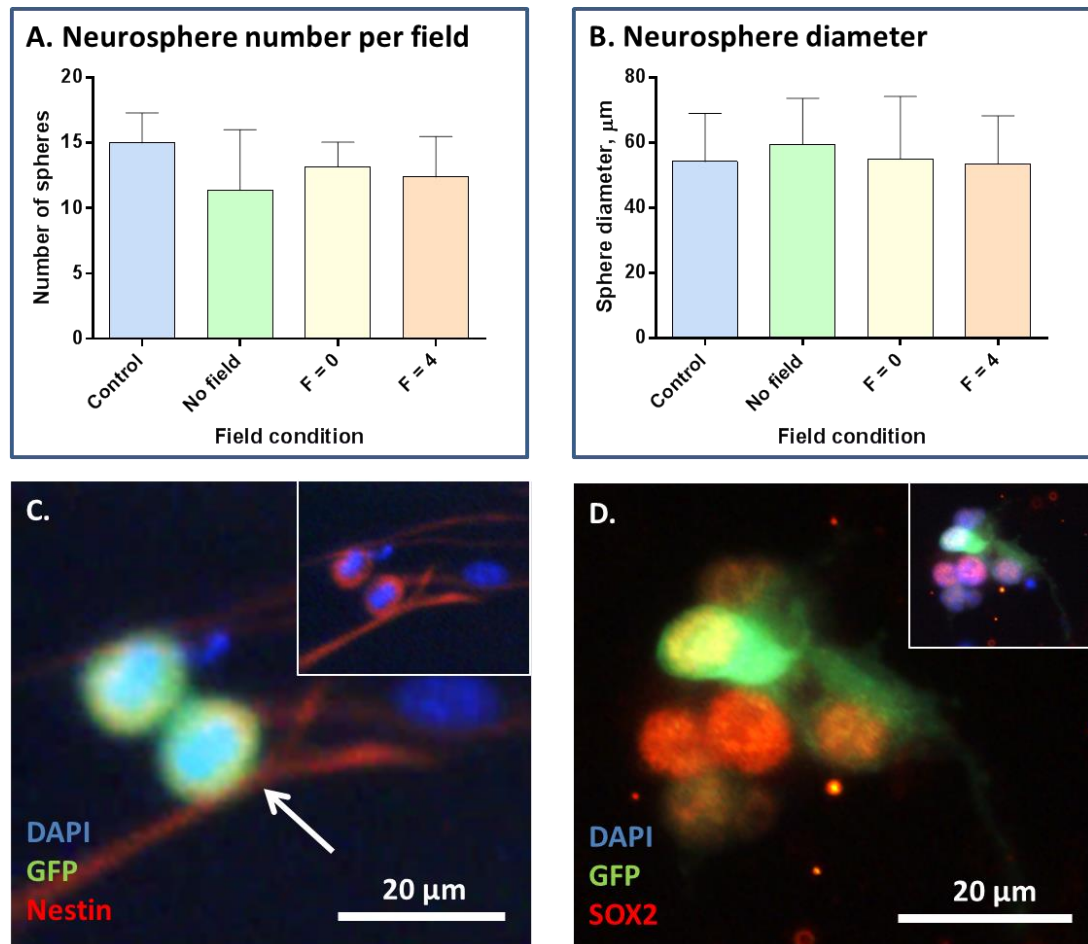 A. Neurosphere number per field
20
15
10
5
0
Number of spheres
Control
No field
F = 0
F = 4
Field condition
B. Neurosphere diameter
80
60
40
20
0
Sphere diameter, μm
Control
No field
F = 0
F = 4
Field condition
C.
DAPI
GFP
Nestin
20 μm
D.
DAPI
GFP
SOX2
20 μm